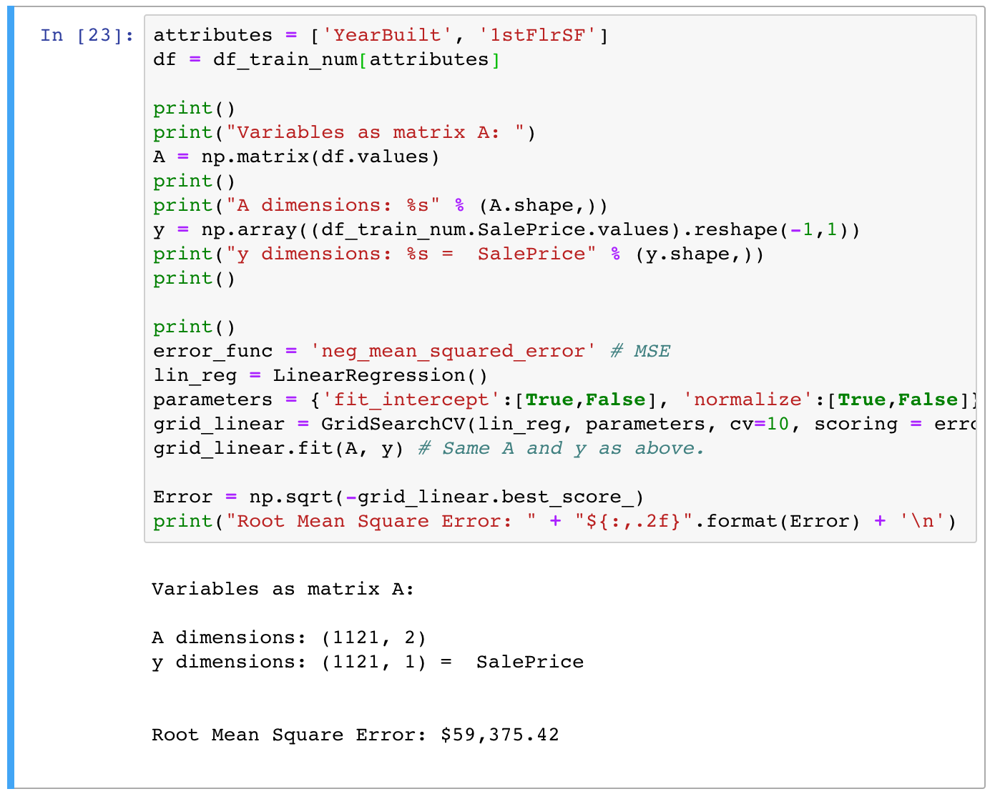 In [23]:
attributes = ['YearBuilt', '1stFlrSF']
df = df_train_num[attributes]
print()
print("Variables as matrix A: ")
A = np.matrix(df.values)
print()
print("A dimensions: %s" % (A.shape,))
y = np.array((df_train_num.SalePrice.values).reshape(-1,1))
print("y dimensions: %s =  SalePrice" % (y.shape,))
print()
print()
error_func = 'neg_mean_squared_error' # MSE
lin_reg = LinearRegression()
parameters = {'fit_intercept':[True,False], 'normalize':[True,False]}
grid_linear = GridSearchCV(lin_reg, parameters, cv=10, scoring = erro
grid_linear.fit(A, y) # Same A and y as above.
Error = np.sqrt(-grid_linear.best_score_)
print("Root Mean Square Error: " + "${:,.2f}".format(Error) + '\n')
Variables as matrix A:
A dimensions: (1121, 2)
y dimensions: (1121, 1) =  SalePrice
Root Mean Square Error: $59,375.42